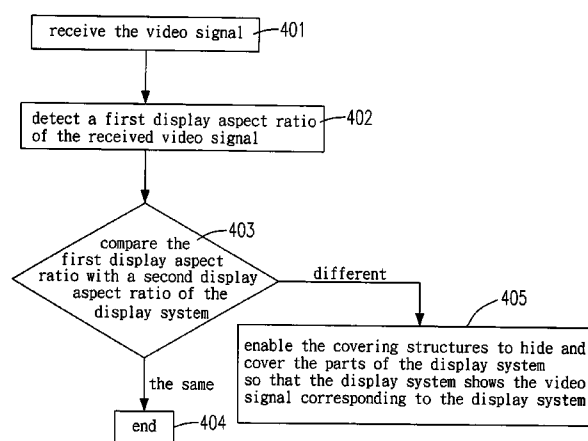 receive the video signal
401
detect a first display aspect ratio
of the received video signal
402
403
compare the
first display aspect
ratio with a second display
aspect ratio of the
display system
different
405
enable the covering structures to hide and
cover the parts of the display system
so that the display system shows the video
signal corresponding to the display system
the same
end
404